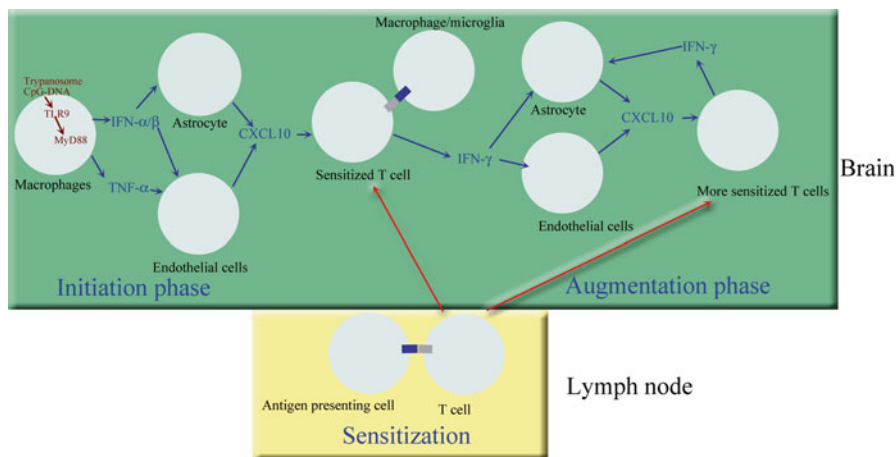 Trypanosome
CpG-DNA
TLR9
MyD88
Macrophages
IFN-α/β
TNF-α
Astrocyte
Endothelial cells
CXCL10
Initiation phase
Macrophage/microglia
Sensitized T cell
IFN-γ
Astrocyte
Endothelial cells
CXCL10
IFN-γ
More sensitized T cells
Augmentation phase
Brain
Antigen presenting cell
T cell
Sensitization
Lymph node